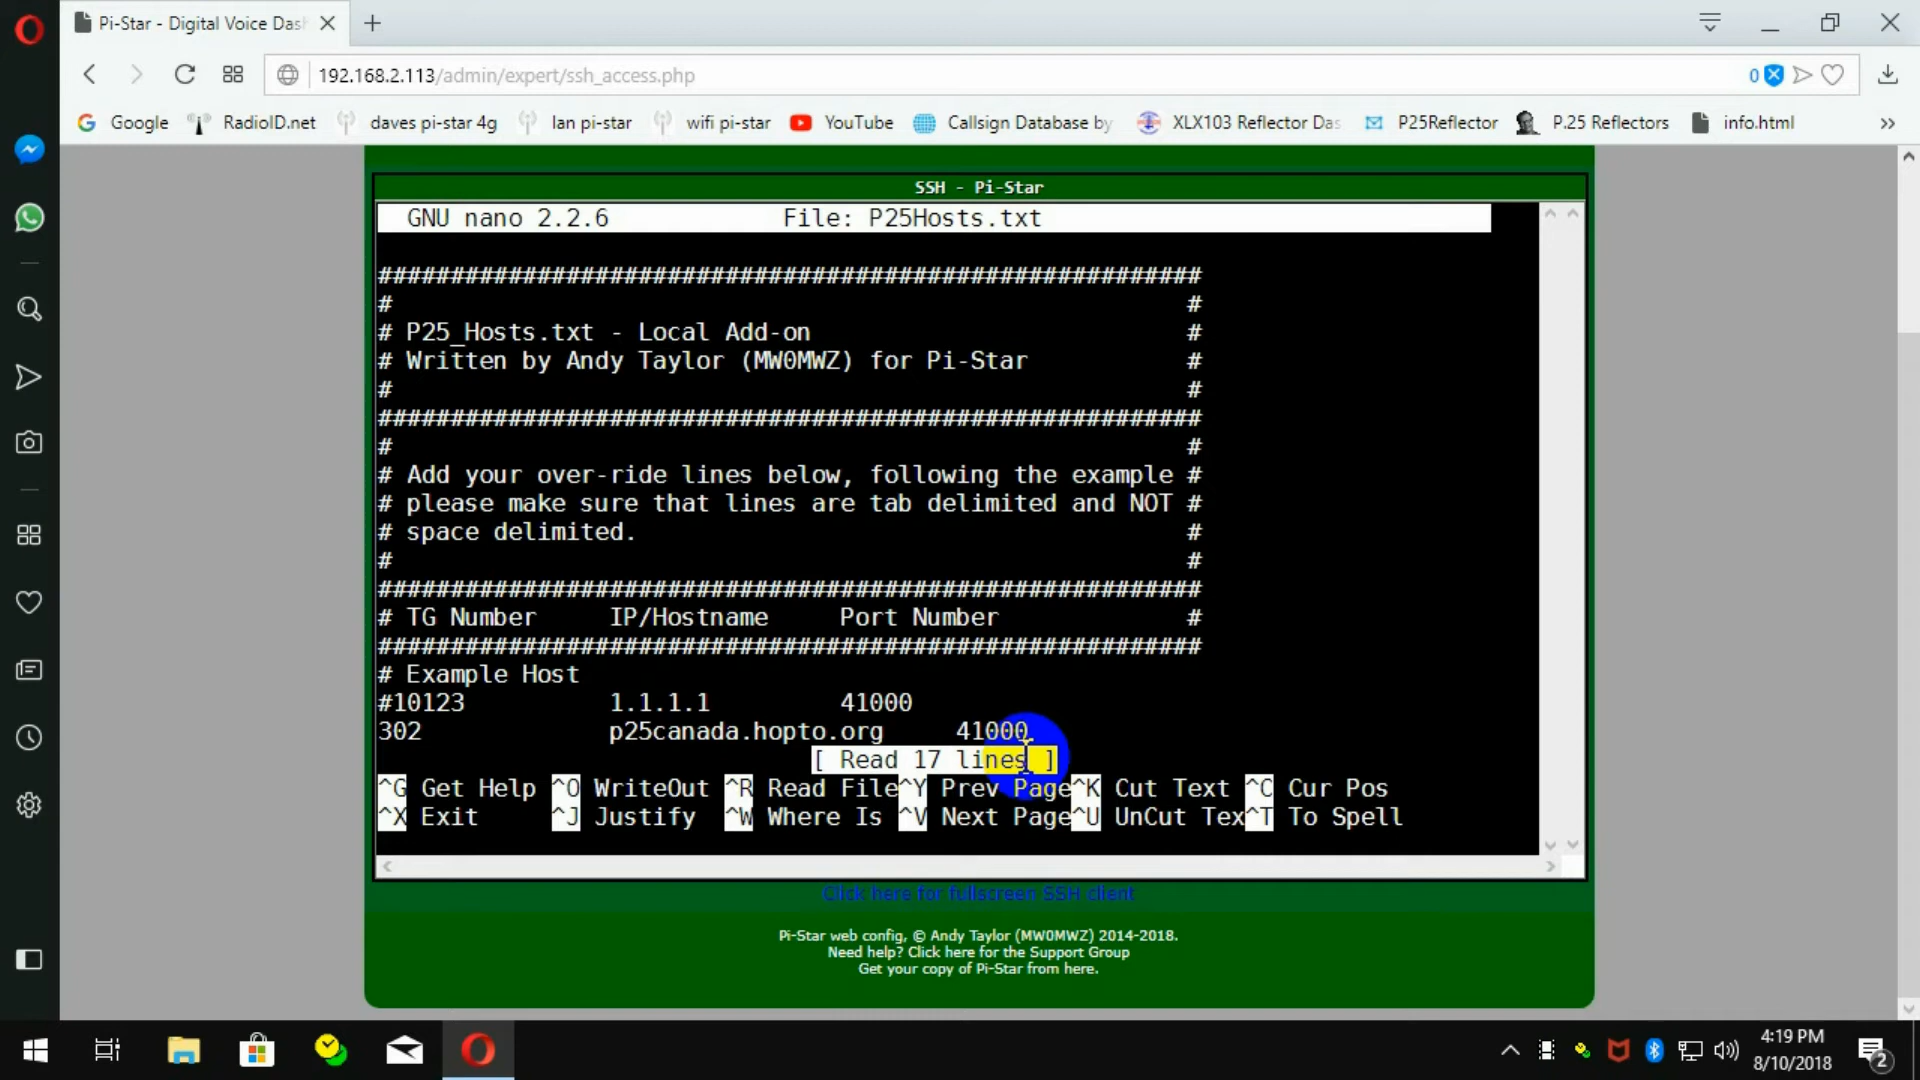 Pi-Star - Digital Voice Das
192.168.2.113/admin/expert/ssh_access.php
0
Google
RadioID.net
daves pi-star 4g
lan pi-star
wifi pi-star
YouTube
Callsign Database by
XLX103 Reflector Das
P25Reflector
P.25 Reflectors
info.html
»
SSH - Pi-Star
GNU nano 2.2.6 File: P25Hosts.txt
#########################################################
# #
# P25_Hosts.txt - Local Add-on #
# Written by Andy Taylor (MW0MWZ) for Pi-Star #
# #
#########################################################
# #
# Add your over-ride lines below, following the example #
# please make sure that lines are tab delimited and NOT #
# space delimited. #
# #
#########################################################
# TG Number IP/Hostname Port Number #
#########################################################
# Example Host
#10123 1.1.1.1 41000
302 p25canada.hopto.org 41000
[ Read 17 lines ]
^G Get Help ^O WriteOut ^R Read File^Y Prev Page^K Cut Text ^C Cur Pos
^X Exit ^J Justify ^W Where Is ^V Next Page^U UnCut Tex^T To Spell
Click here for fullscreen SSH client
Pi-Star web config, © Andy Taylor (MW0MWZ) 2014-2018.
Need help? Click here for the Support Group
Get your copy of Pi-Star from here.
4:19 PM
8/10/2018
2